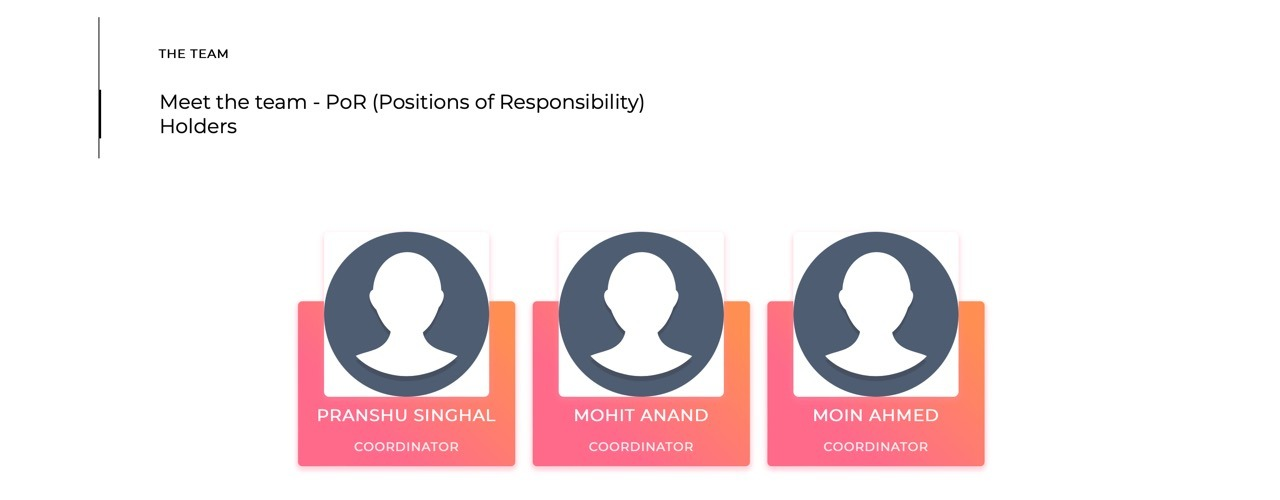 THE TEAM
Meet the team - PoR (Positions of Responsibility)
Holders
PRANSHU SINGHAL
COORDINATOR
MOHIT ANAND
COORDINATOR
MOIN AHMED
COORDINATOR